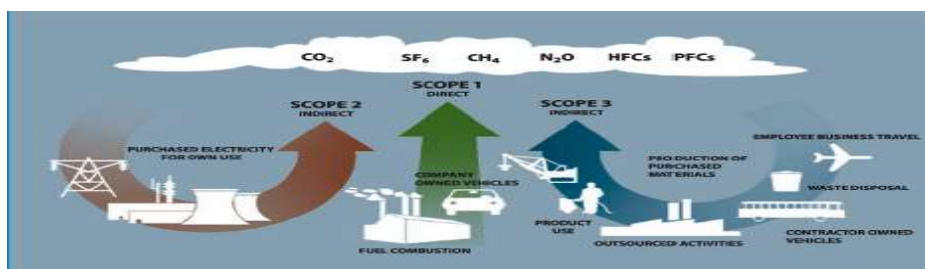 CO₂ SF₆ CH₄ N₂O HFCs PFCs
SCOPE 1
DIRECT
SCOPE 2
INDIRECT
SCOPE 3
INDIRECT
PURCHASED ELECTRICITY
FOR OWN USE
COMPANY
OWNED VEHICLES
FUEL COMBUSTION
PRODUCT
USE
PRODUCTION OF
PURCHASED
MATERIALS
OUTSOURCED ACTIVITIES
EMPLOYEE BUSINESS TRAVEL
WASTE DISPOSAL
CONTRACTOR OWNED
VEHICLES